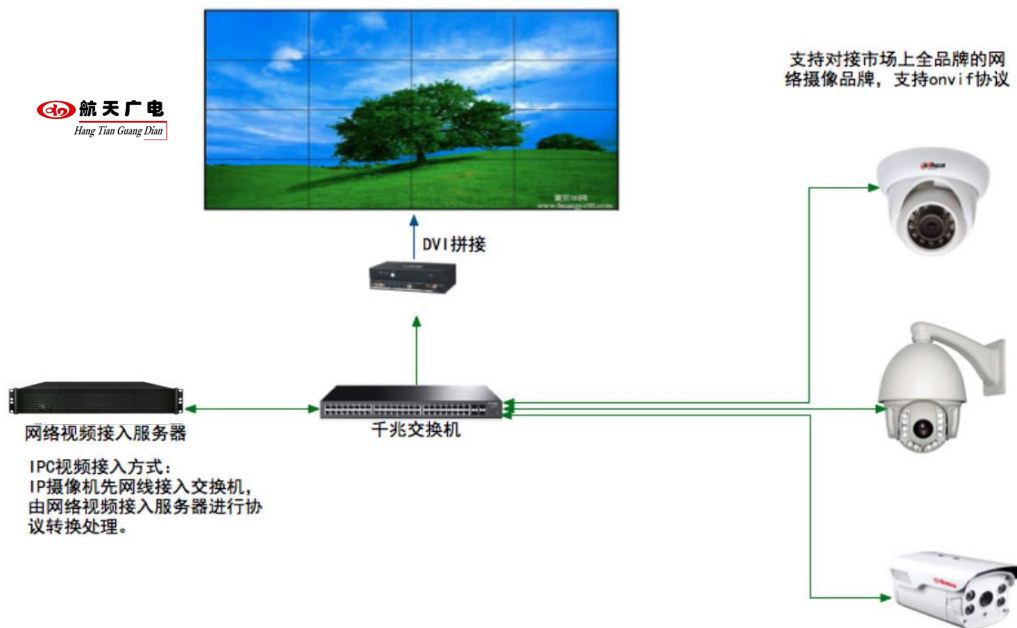 支持对接市场上全品牌的网
络摄像品牌，支持onvif协议
航天广电
Hang Tian Guang Dian
alhua
www.huangye88.com
DVI拼接
网络视频接入服务器
千兆交换机
IPC视频接入方式：
IP摄像机先网线接入交换机，
由网络视频接入服务器进行协
议转换处理。